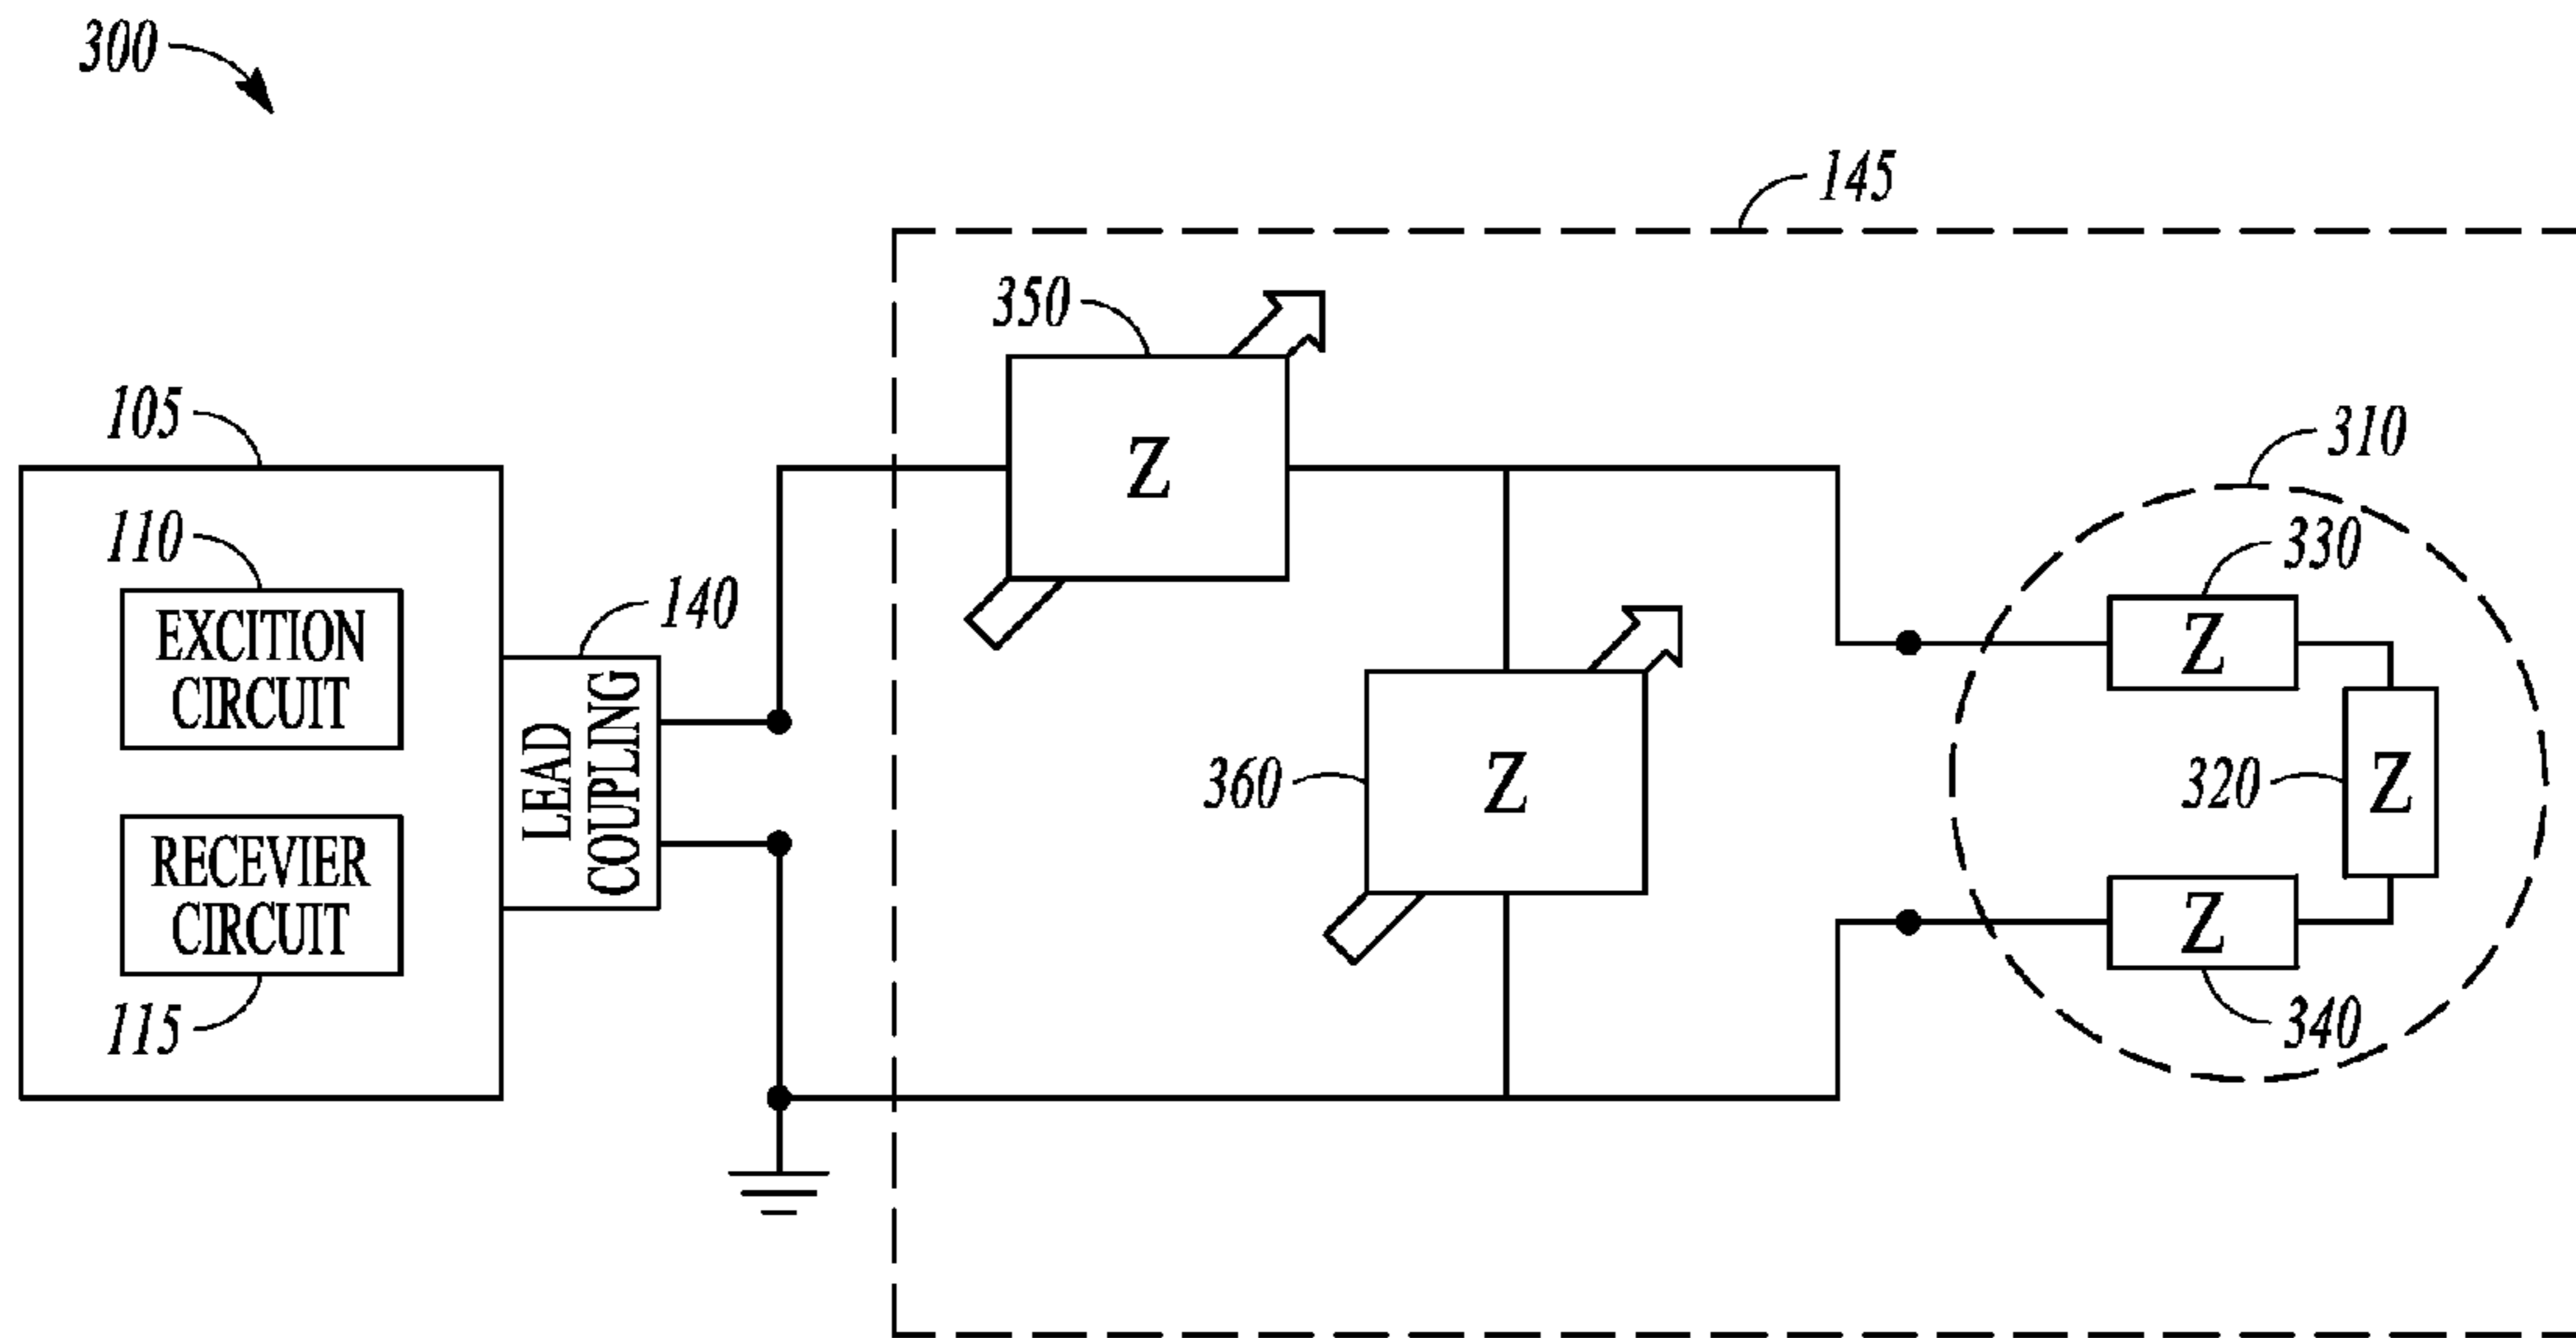 300
145
350
Z
105
310
110
330
EXCITION
CIRCUIT
140
Z
LEAD
COUPLING
360
Z
320
Z
RECEVIER
CIRCUIT
Z
115
340